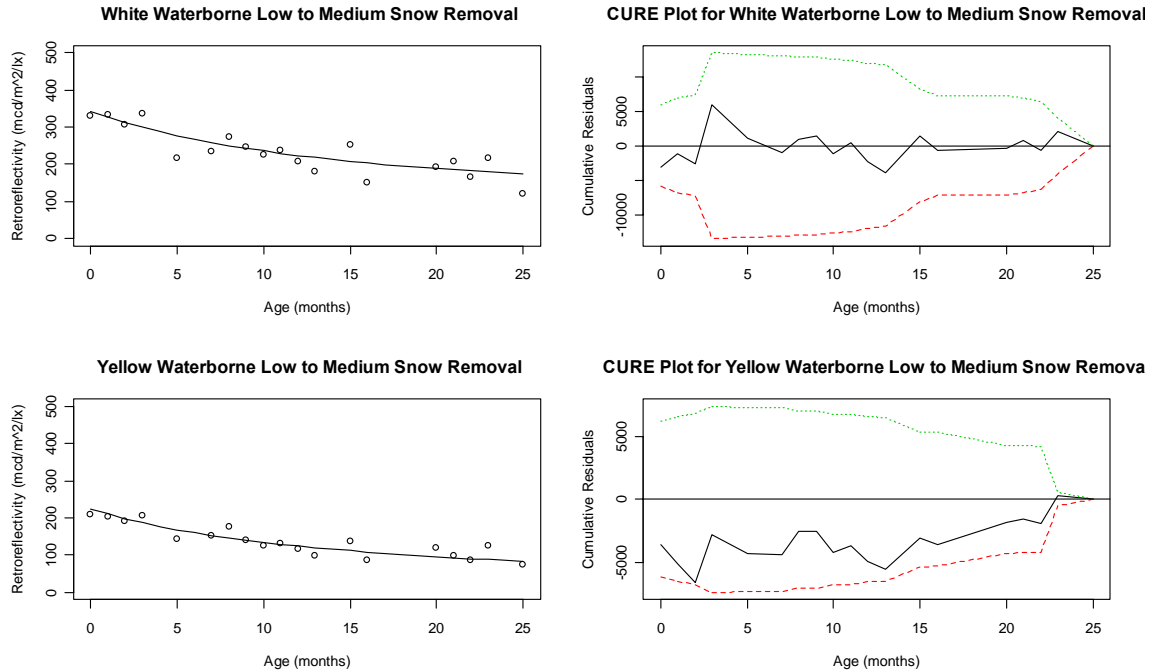 White Waterborne Low to Medium Snow Removal
Retroreflectivity (mcd/m^2/lx)
500
400
300
200
100
0
0 5 10 15 20 25
Age (months)
CURE Plot for White Waterborne Low to Medium Snow Removal
Cumulative Residuals
5000
0
-10000
0 5 10 15 20 25
Age (months)
Yellow Waterborne Low to Medium Snow Removal
Retroreflectivity (mcd/m^2/lx)
500
400
300
200
100
0
0 5 10 15 20 25
Age (months)
CURE Plot for Yellow Waterborne Low to Medium Snow Remova
Cumulative Residuals
5000
0
-5000
0 5 10 15 20 25
Age (months)